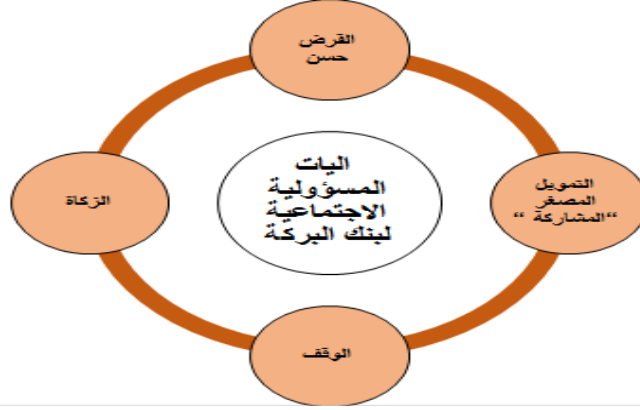 القرض
حسن
اليات
المسؤولية
الاجتماعية
لبنك البركة
التمويل
المصغر
“المشاركة “
الزكاة
الوقف